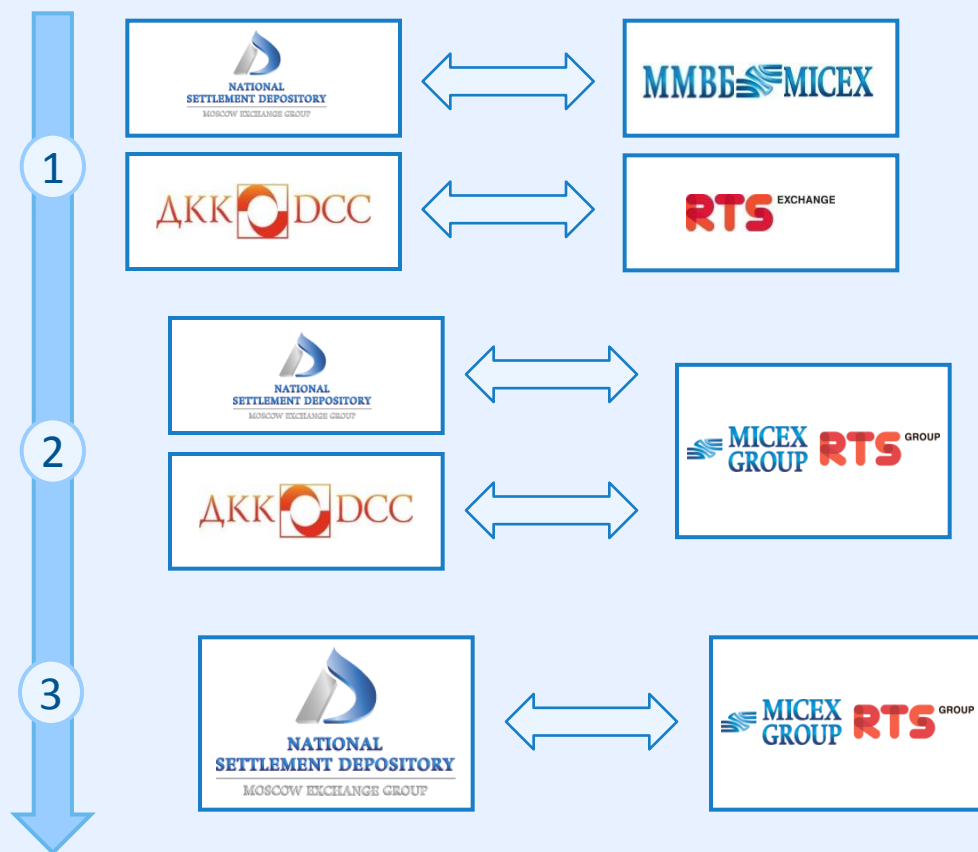 1
NATIONAL
SETTLEMENT DEPOSITORY
MOSCOW EXCHANGE GROUP
ММВБ MICEX
ДКК DCC
RTS EXCHANGE
2
NATIONAL
SETTLEMENT DEPOSITORY
MOSCOW EXCHANGE GROUP
ДКК DCC
MICEX
GROUP
RTS GROUP
3
NATIONAL
SETTLEMENT DEPOSITORY
MOSCOW EXCHANGE GROUP
MICEX
GROUP
RTS GROUP